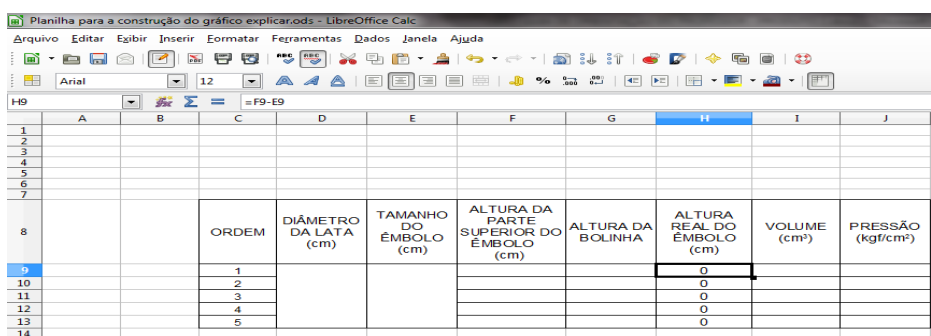 Planilha para a construção do gráfico explicar.ods - LibreOffice Calc
Arquivo Editar Exibir Inserir Formatar Ferramentas Dados Janela Ajuda
Arial 12
H9 =F9-E9
A B C D E F G H I J
1
2
3
4
5
6
7
8 ORDEM DIÂMETRO DA LATA (cm) TAMANHO DO ÊMBOLO (cm) ALTURA DA PARTE SUPERIOR DO ÊMBOLO (cm) ALTURA DA BOLINHA ALTURA REAL DO ÊMBOLO (cm) VOLUME (cm³) PRESSÃO (kgf/cm²)
9 1 0
10 2 0
11 3 0
12 4 0
13 5 0
14